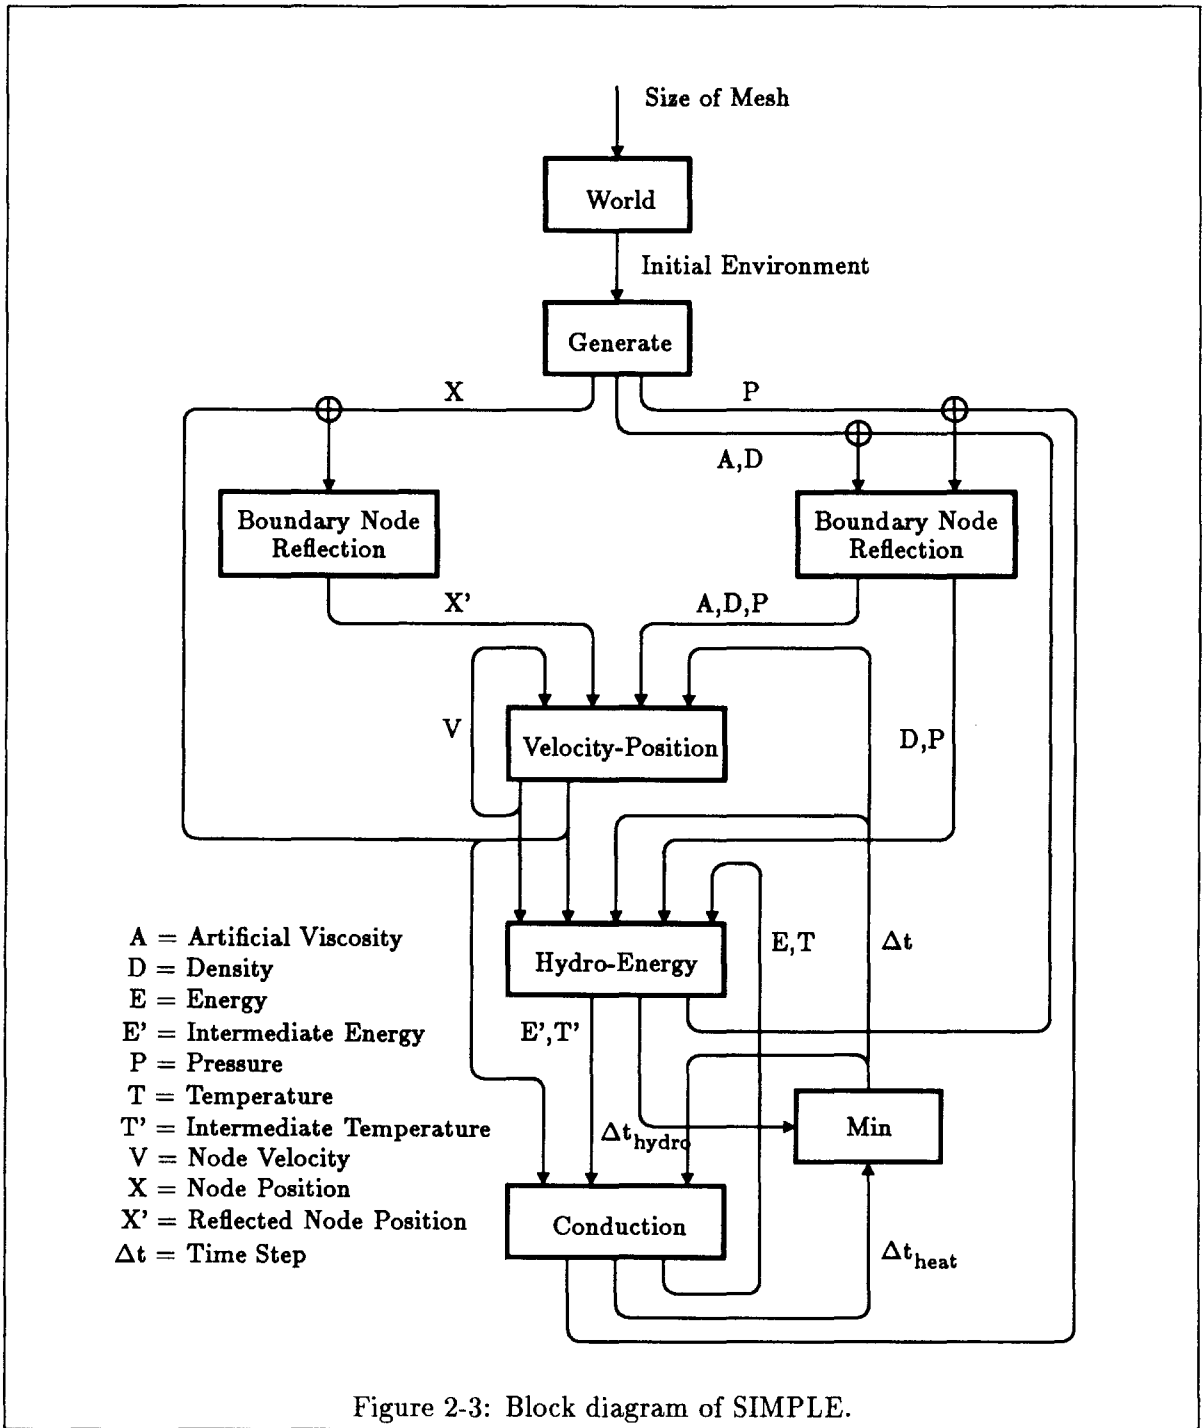 Size of Mesh
World
Initial Environment
Generate
X
P
A,D
Boundary Node
Reflection
Boundary Node
Reflection
X'
A,D,P
V
Velocity-Position
D,P
A = Artificial Viscosity
D = Density
E = Energy
E' = Intermediate Energy
P = Pressure
T = Temperature
T' = Intermediate Temperature
V = Node Velocity
X = Node Position
X' = Reflected Node Position
Δt = Time Step
Hydro-Energy
E,T
Δt
E',T'
Δt_hydro
Min
Conduction
Δt_heat
Figure 2-3: Block diagram of SIMPLE.